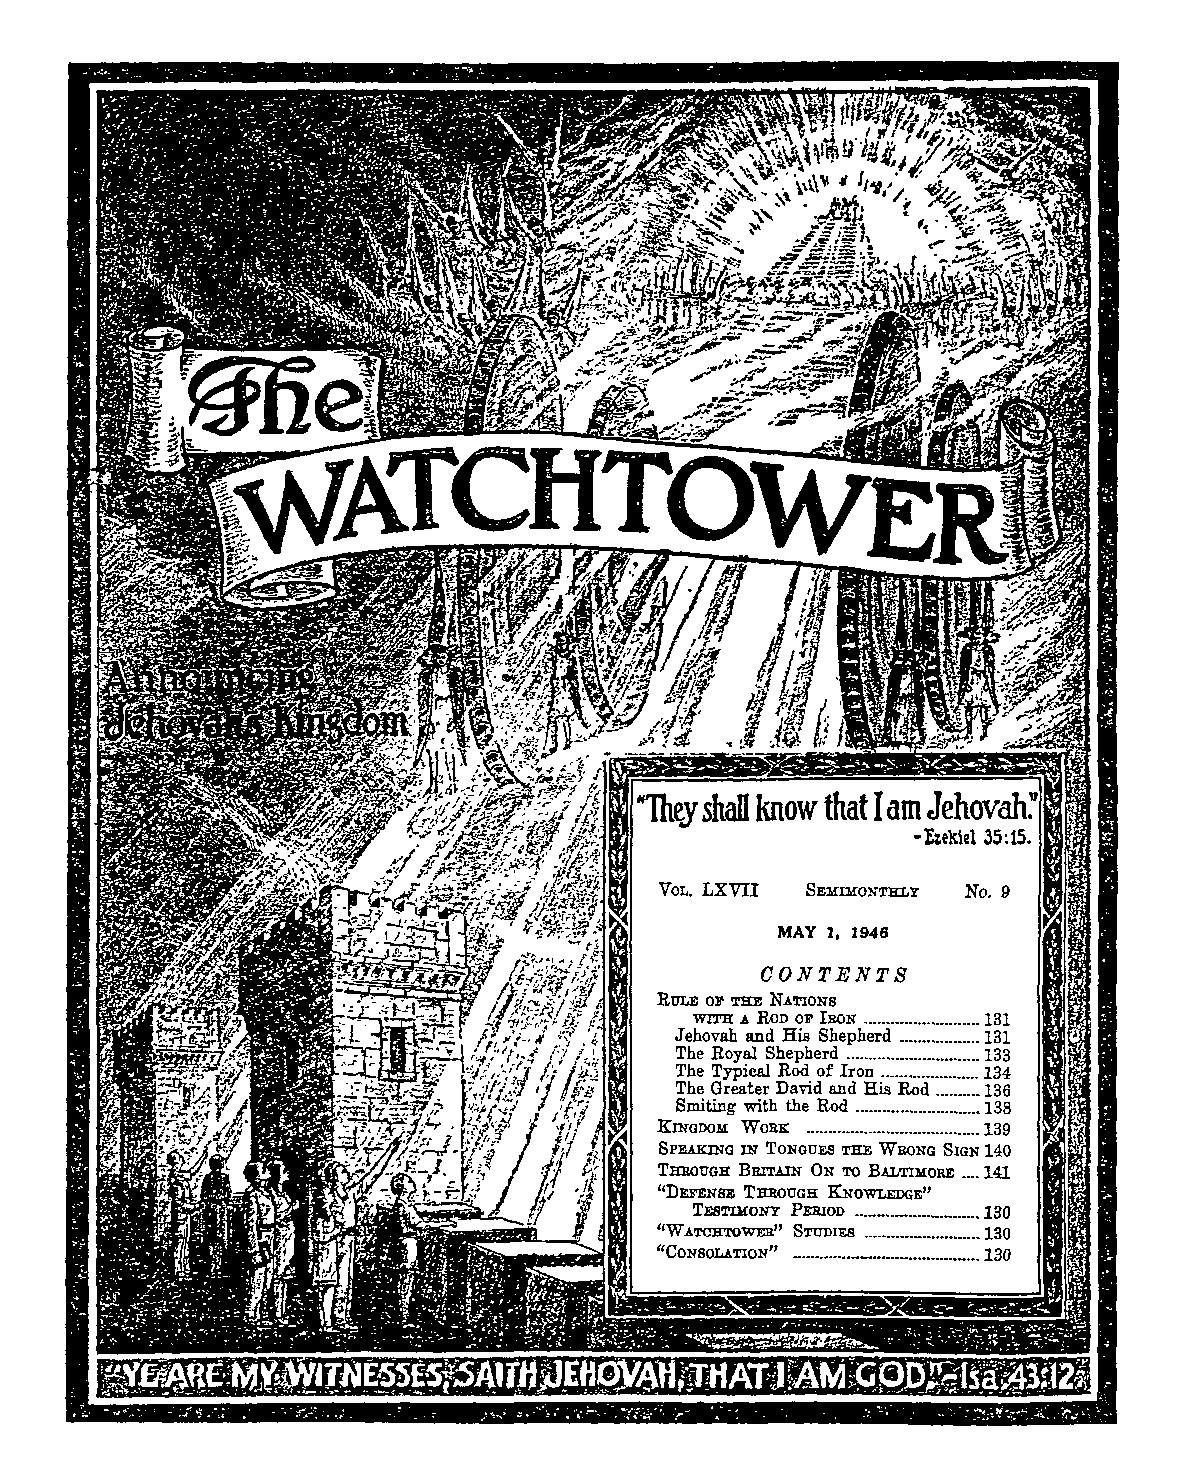 The
WATCHTOWER
Announcing
Jehovah's Kingdom
"They shall know that I am Jehovah."
-Ezekiel 35:15.
VOL. LXVII SEMIMONTHLY No. 9
MAY 1, 1946
CONTENTS
RULE OF THE NATIONS
WITH A ROD OF IRON ........................ 131
Jehovah and His Shepherd ................ 131
The Royal Shepherd .......................... 133
The Typical Rod of Iron .................... 134
The Greater David and His Rod ......... 136
Smiting with the Rod ......................... 138
KINGDOM WORK ................................... 139
SPEAKING IN TONGUES THE WRONG SIGN 140
THROUGH BRITAIN ON TO BALTIMORE .... 141
"DEFENSE THROUGH KNOWLEDGE"
TESTIMONY PERIOD ......................... 130
"WATCHTOWER" STUDIES ....................... 130
"CONSOLATION" ..................................... 130
"YE ARE MY WITNESSES, SAITH JEHOVAH, THAT I AM GOD."-Isa. 43:12.